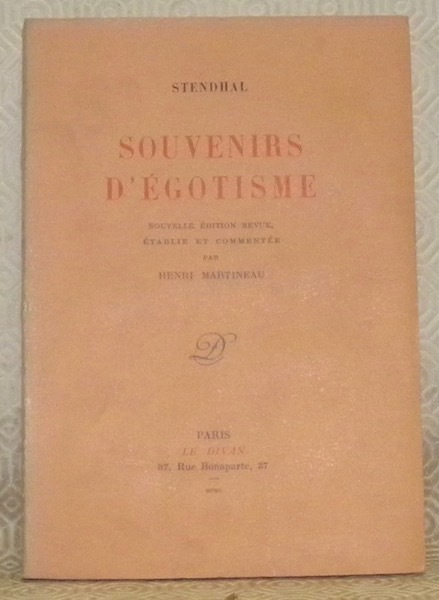 STENDHAL
SOUVENIRS
D'ÉGOTISME
NOUVELLE ÉDITION REVUE,
ÉTABLIE ET COMMENTÉE
PAR
HENRI MARTINEAU
D
PARIS
LE DIVAN
37, Rue Bonaparte, 37